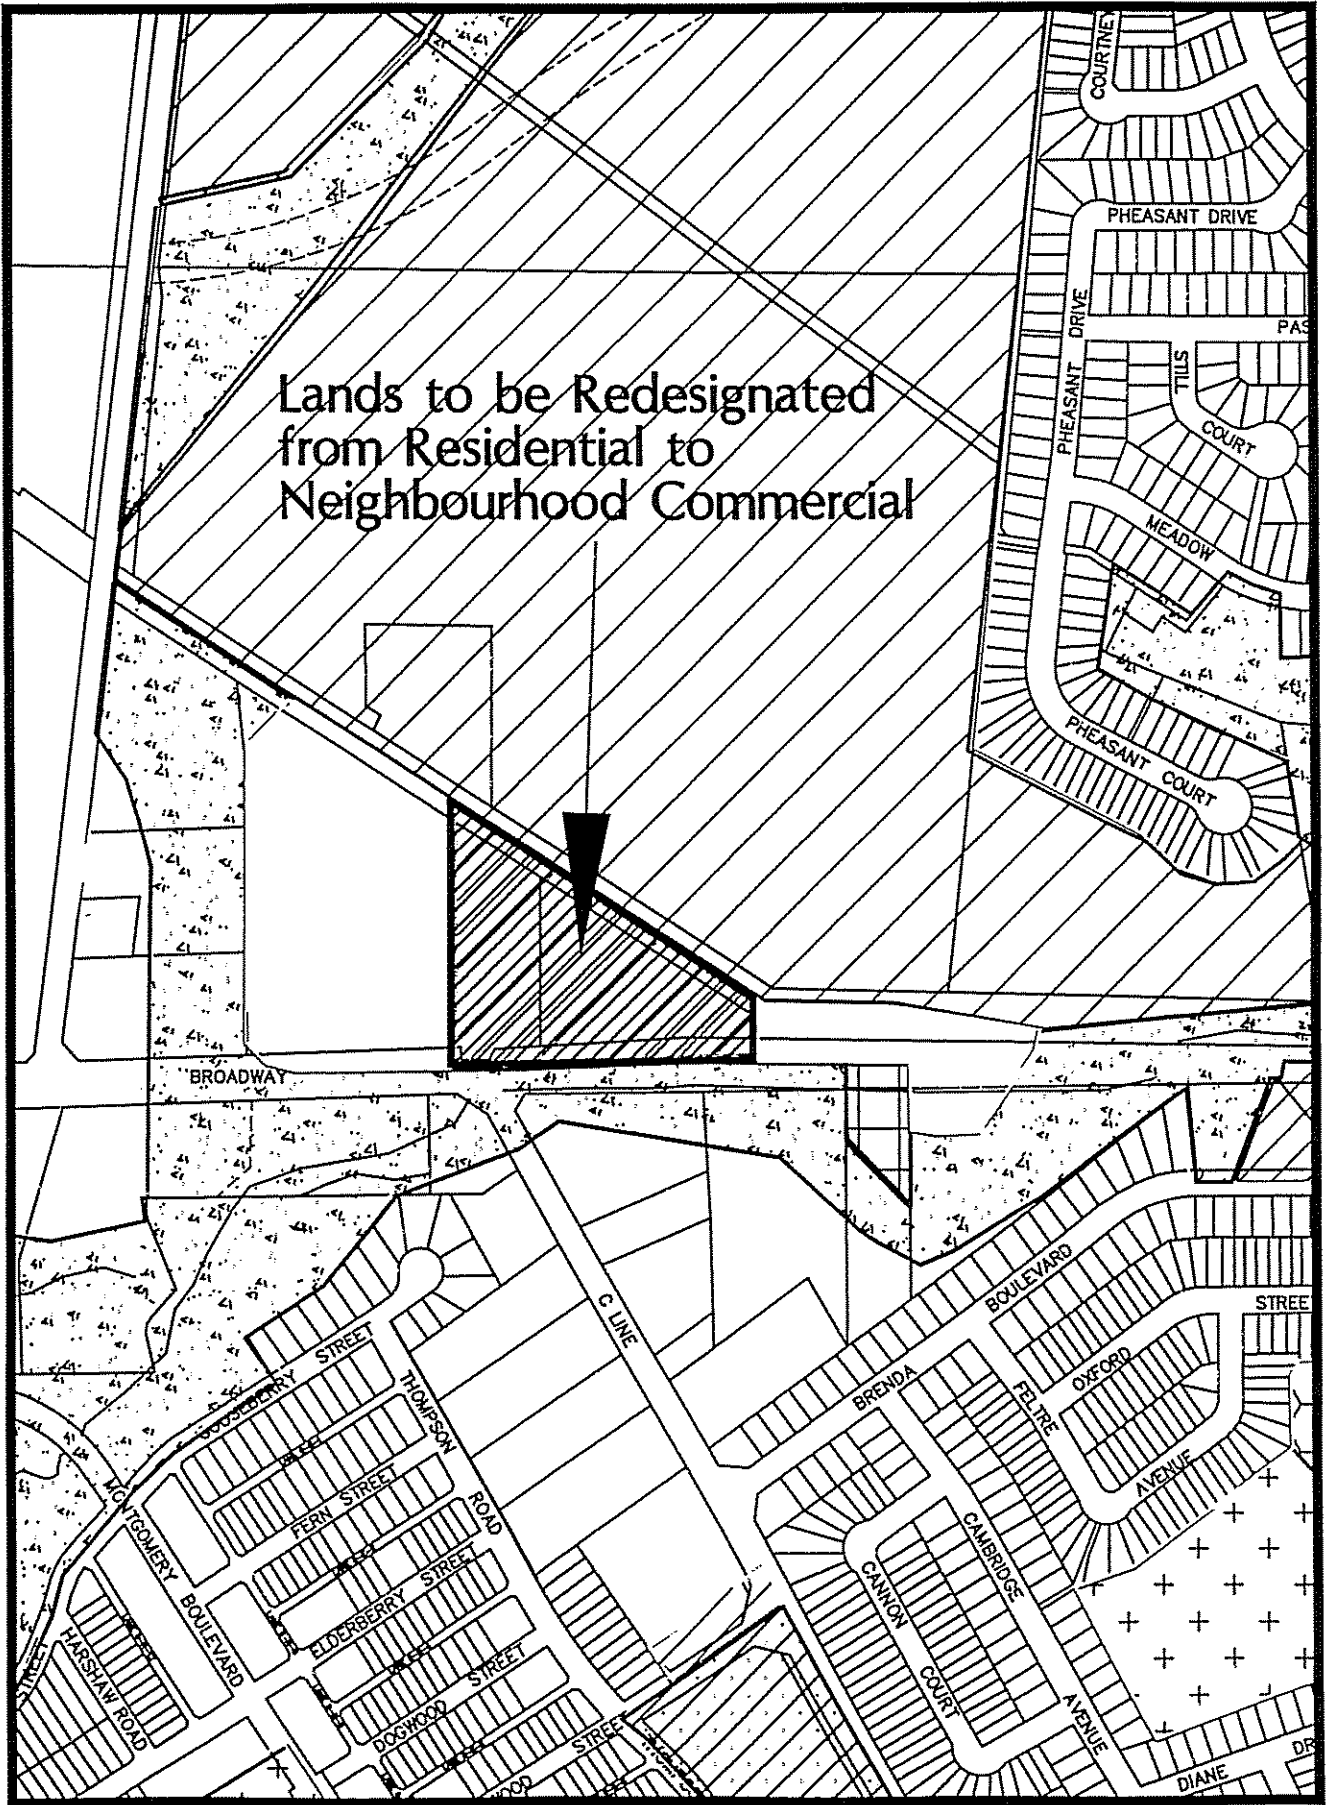 COURTNEY
PHEASANT DRIVE
PHEASANT DRIVE
PAS
TILLS
COURT
Lands to be Redesignated
from Residential to
Neighbourhood Commercial
MEADOW
PHEASANT COURT
BROADWAY
C LINE
BOULEVARD
BRENDA
STREE
OXFORD
FELTRE
AVENUE
GOOSEBERRY STREET
THOMPSON
ROAD
FERN STREET
ELDERBERRY STREET
MONTGOMERY
BOULEVARD
CANNON
COURT
CAMBRIDGE
AVENUE
HARSHAW ROAD
STREET
DOGWOOD STREET
WOOD STREET
DIANE
DR